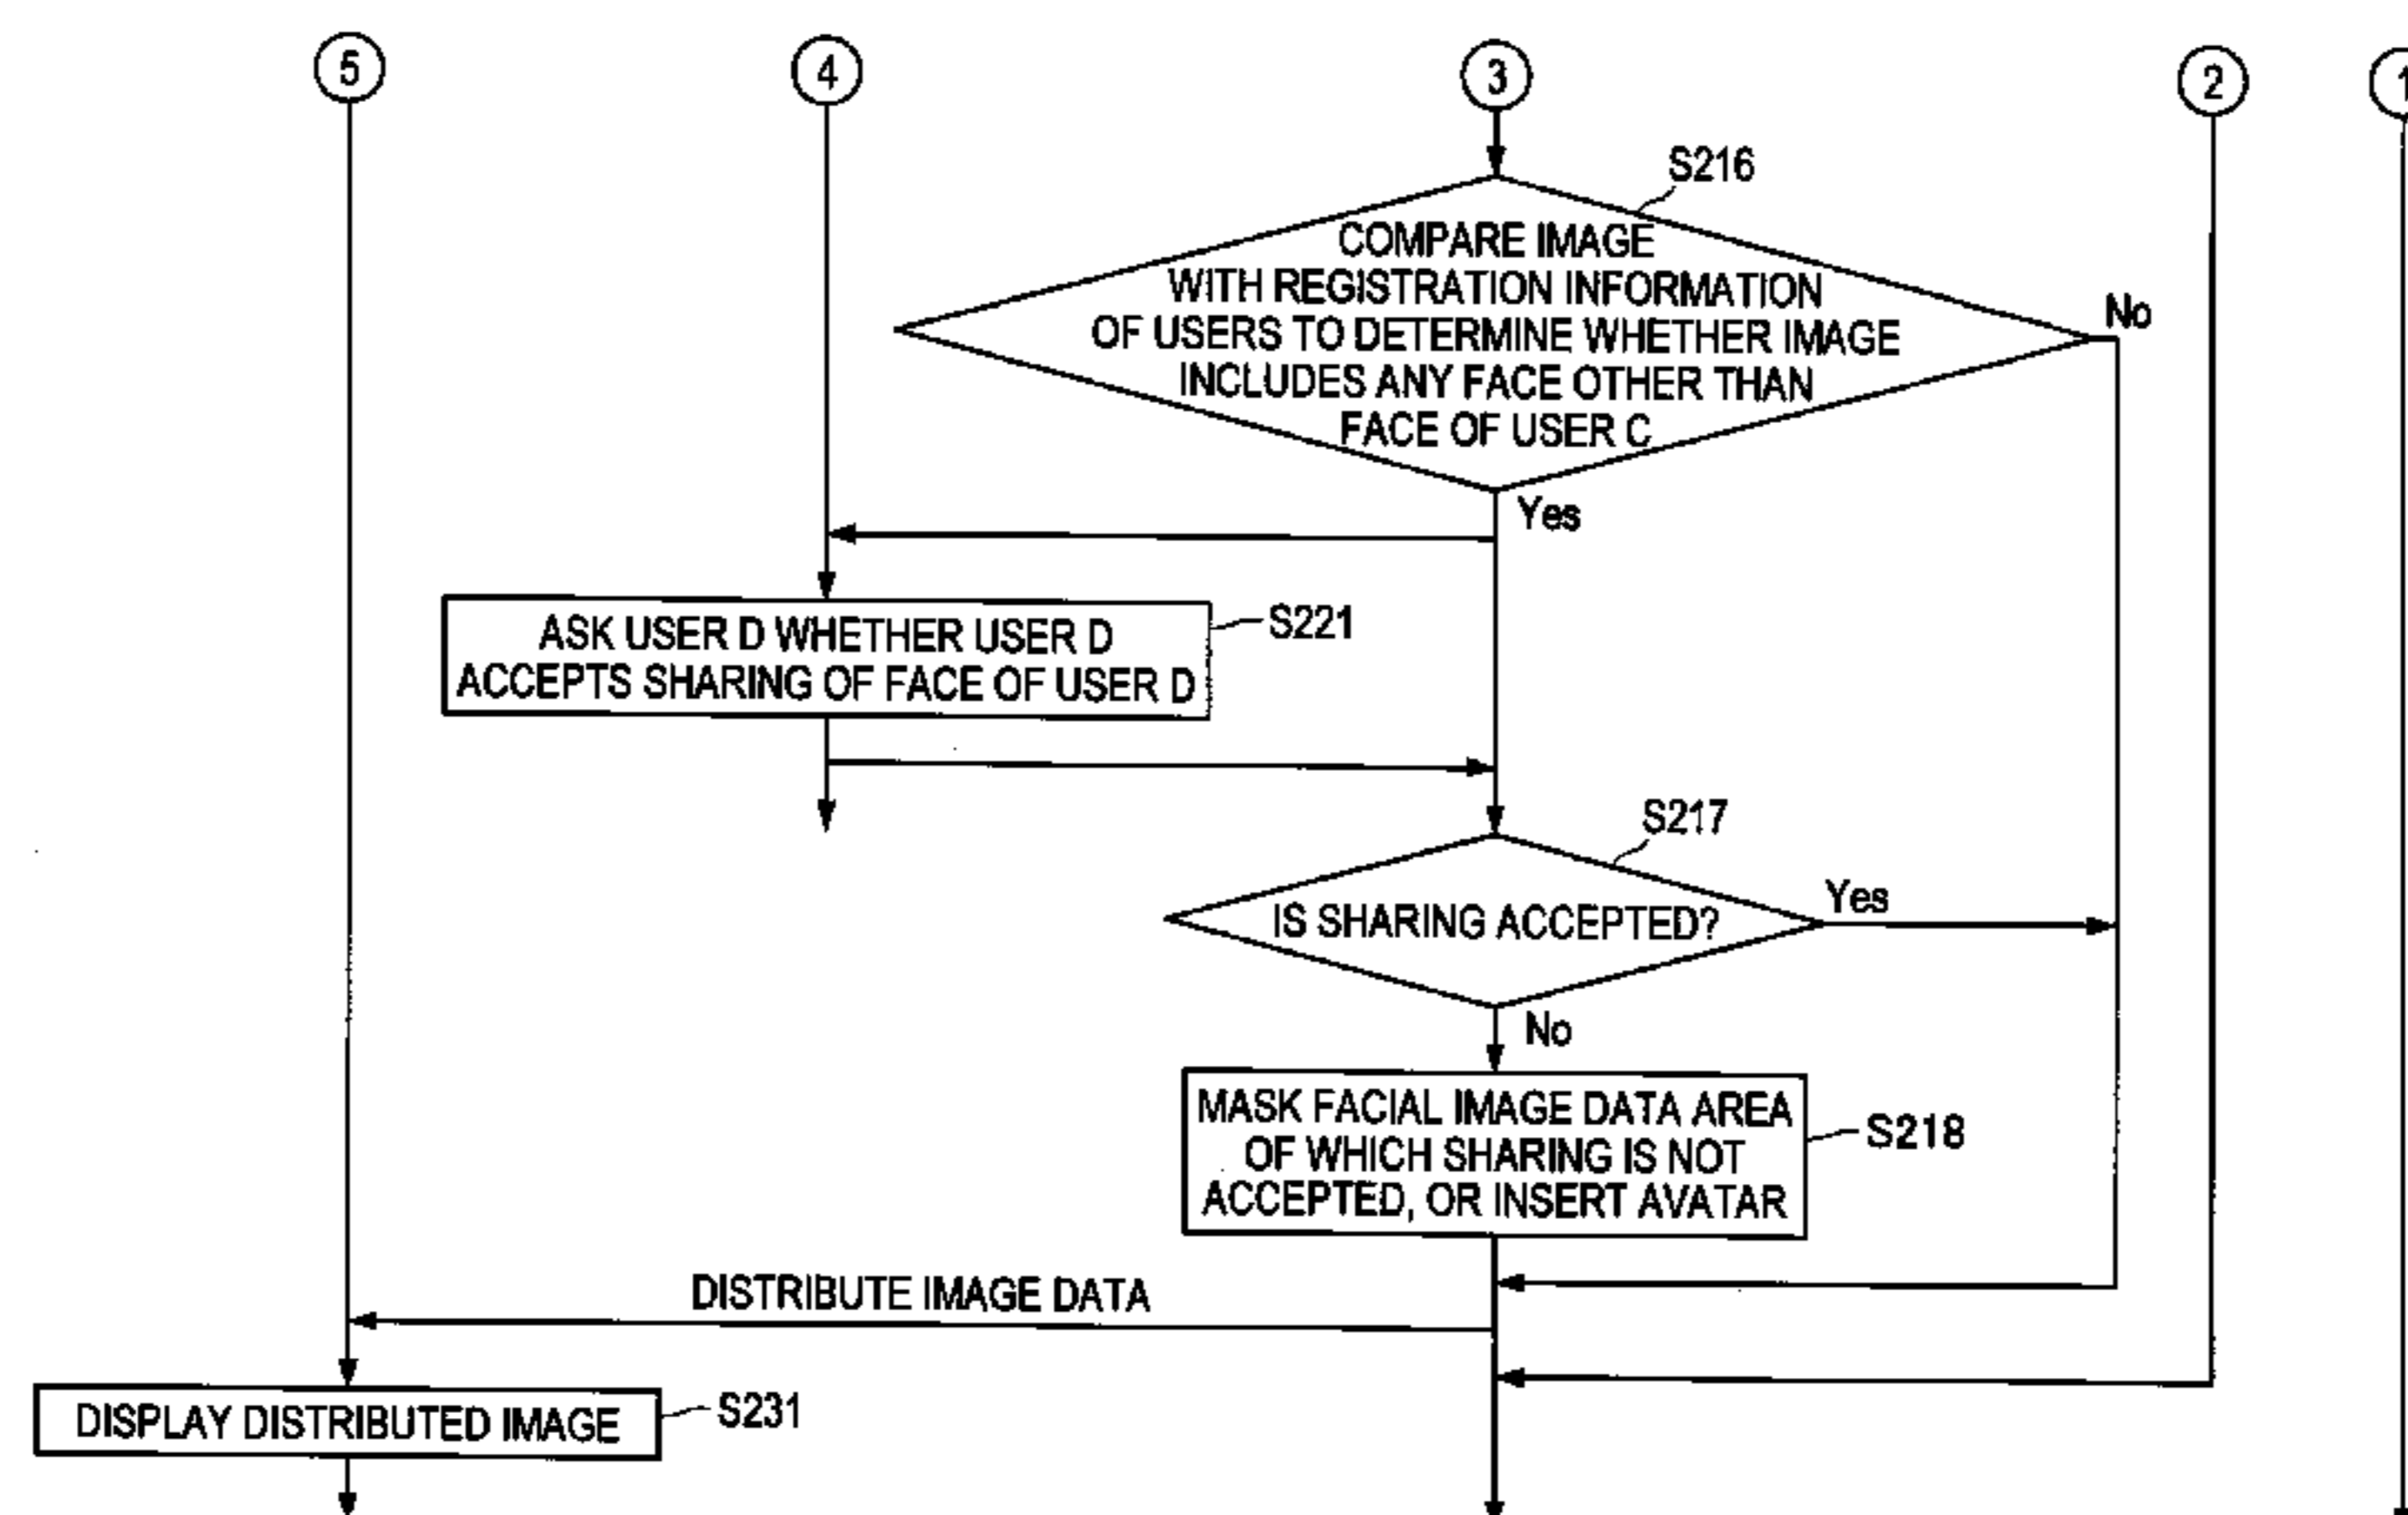 5
4
3
2
1
S216
COMPARE IMAGE
WITH REGISTRATION INFORMATION
OF USERS TO DETERMINE WHETHER IMAGE
INCLUDES ANY FACE OTHER THAN
FACE OF USER C
No
Yes
ASK USER D WHETHER USER D
ACCEPTS SHARING OF FACE OF USER D
S221
S217
IS SHARING ACCEPTED?
Yes
No
MASK FACIAL IMAGE DATA AREA
OF WHICH SHARING IS NOT
ACCEPTED, OR INSERT AVATAR
S218
DISTRIBUTE IMAGE DATA
DISPLAY DISTRIBUTED IMAGE
S231